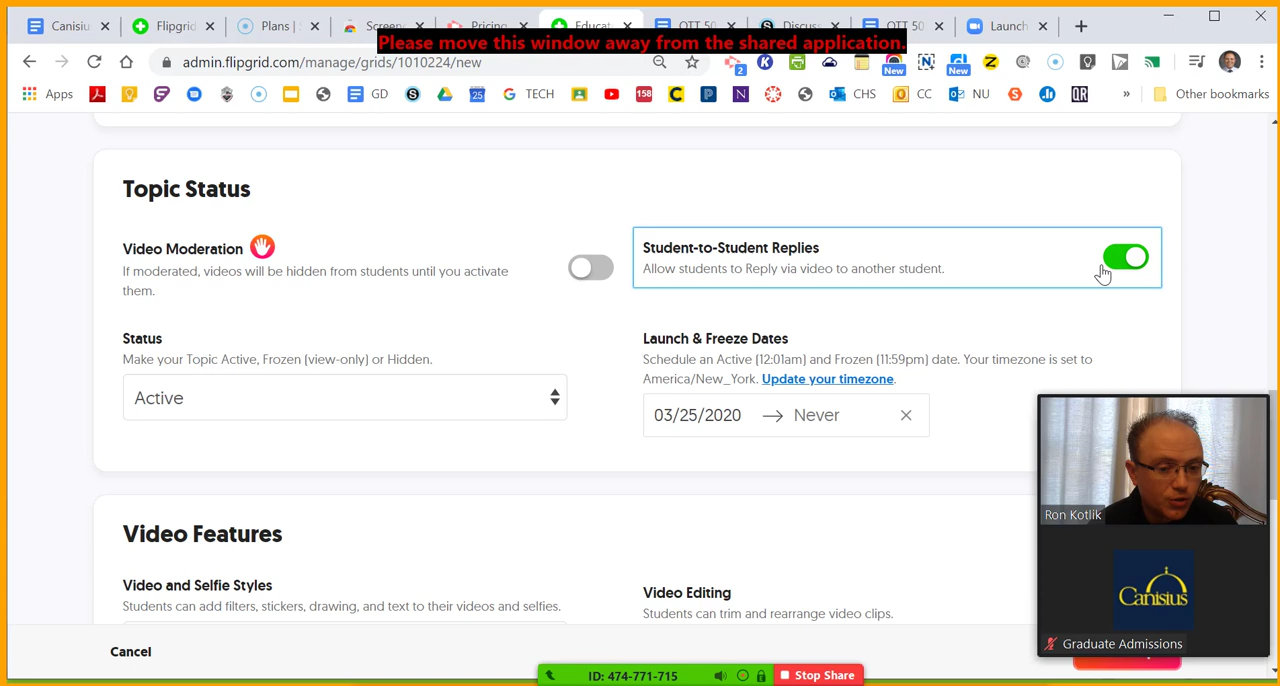 Canisiu
Flipgrid
Plans |
Screen
Pricing
Educat
OTT 50
Discus
OTT 50
Launch
Please move this window away from the shared application.
admin.flipgrid.com/manage/grids/1010224/new
2
New
New
Apps
GD
25
TECH
158
CHS
CC
NU
QR
»
Other bookmarks
Topic Status
Video Moderation
If moderated, videos will be hidden from students until you activate
them.
Student-to-Student Replies
Allow students to Reply via video to another student.
Status
Make your Topic Active, Frozen (view-only) or Hidden.
Active
Launch & Freeze Dates
Schedule an Active (12:01am) and Frozen (11:59pm) date. Your timezone is set to
America/New_York. Update your timezone.
03/25/2020 → Never
Video Features
Video and Selfie Styles
Students can add filters, stickers, drawing, and text to their videos and selfies.
Video Editing
Students can trim and rearrange video clips.
Cancel
Ron Kotlik
Canisius
Graduate Admissions
ID: 474-771-715
Stop Share